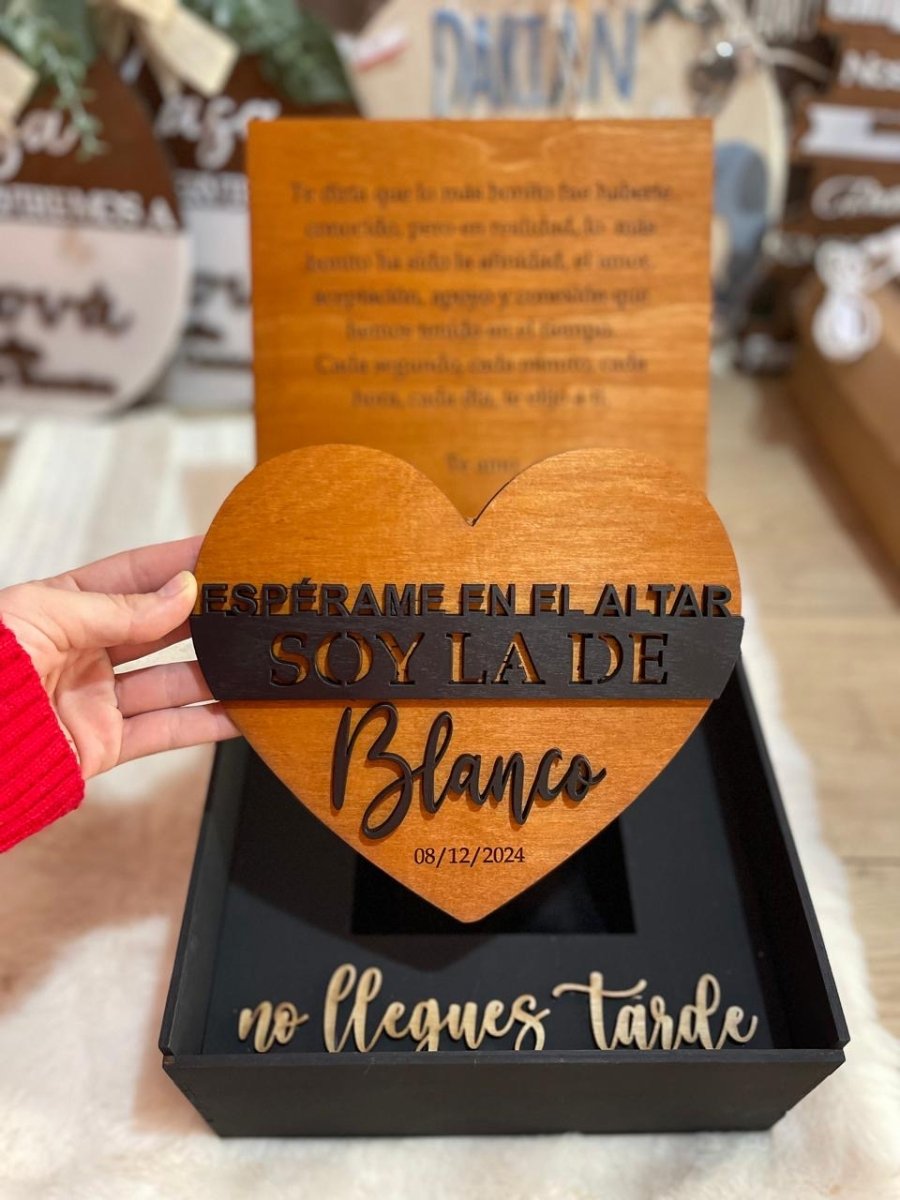 DAILAN
Te diría que lo más bonito fue haberte
conocido, pero en realidad, lo más
bonito ha sido la afinidad, el amor,
aceptación, apoyo y conexión que
hemos tenido en el tiempo.
Cada segundo, cada minuto, cada
hora, cada día, te elijo a ti.
Te amo
ESPÉRAME EN EL ALTAR
SOY LA DE
Blanco
08/12/2024
no llegues tarde